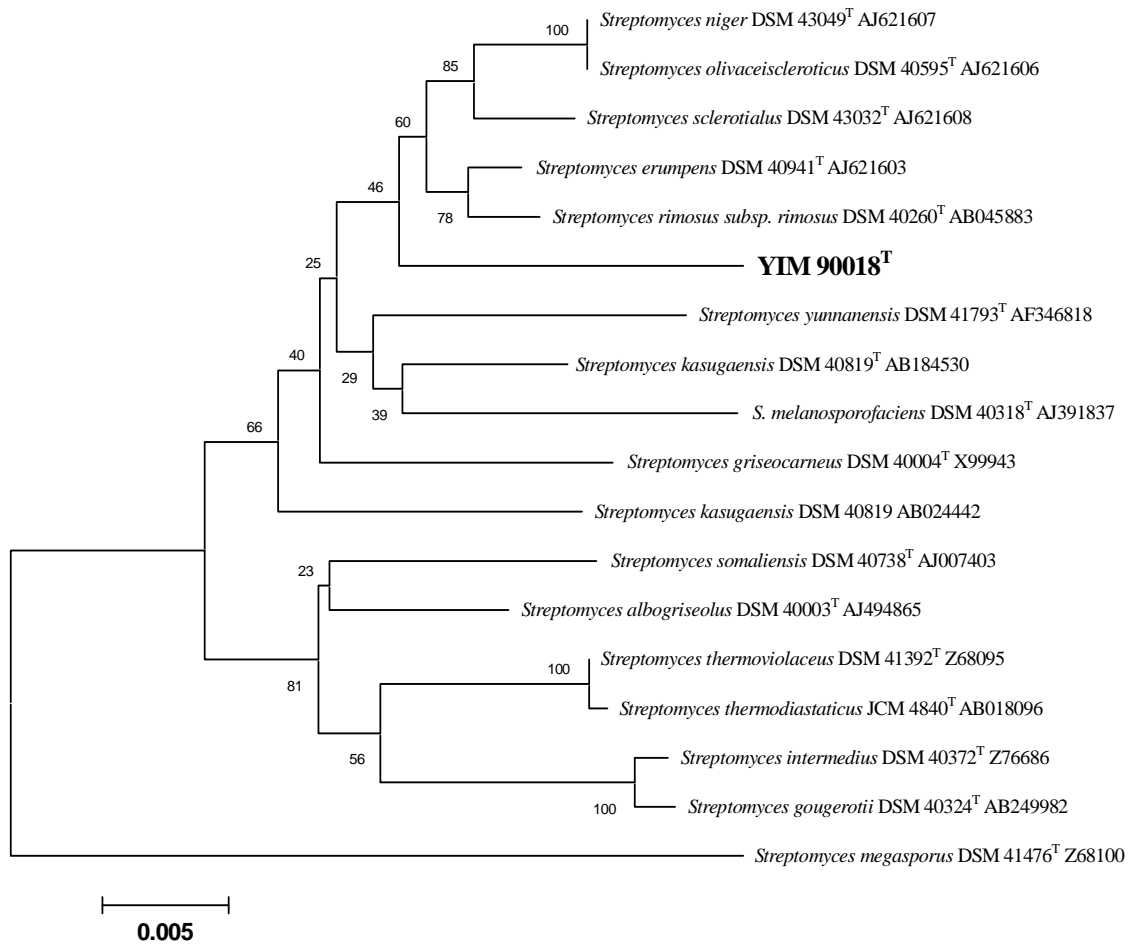 Streptomyces niger DSM 43049T AJ621607
100
Streptomyces olivaceiscleroticus DSM 40595T AJ621606
85
Streptomyces sclerotialus DSM 43032T AJ621608
60
Streptomyces erumpens DSM 40941T AJ621603
46
78
Streptomyces rimosus subsp. rimosus DSM 40260T AB045883
YIM 90018T
25
Streptomyces yunnanensis DSM 41793T AF346818
40
29
Streptomyces kasugaensis DSM 40819T AB184530
39
S. melanosporofaciens DSM 40318T AJ391837
66
Streptomyces griseocarneus DSM 40004T X99943
Streptomyces kasugaensis DSM 40819 AB024442
23
Streptomyces somaliensis DSM 40738T AJ007403
Streptomyces albogriseolus DSM 40003T AJ494865
81
100
Streptomyces thermoviolaceus DSM 41392T Z68095
Streptomyces thermodiastaticus JCM 4840T AB018096
56
Streptomyces intermedius DSM 40372T Z76686
100
Streptomyces gougerotii DSM 40324T AB249982
Streptomyces megasporus DSM 41476T Z68100
0.005